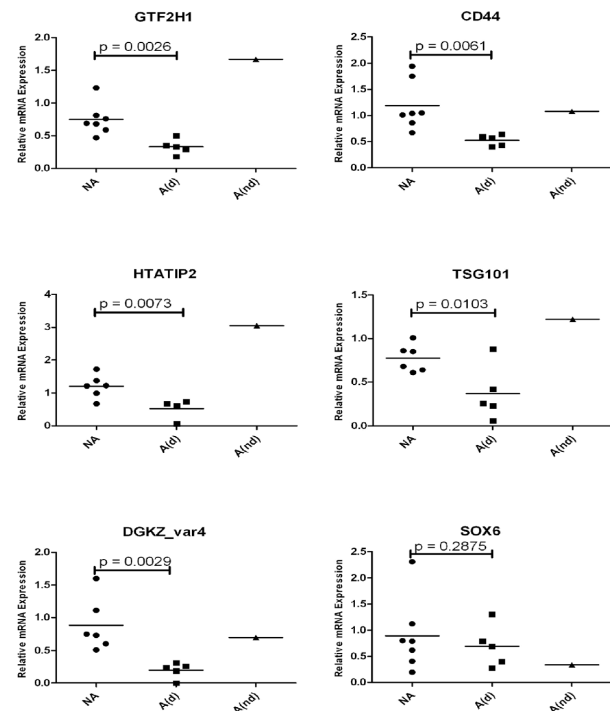 GTF2H1
Relative mRNA Expression
2.0
1.5
1.0
0.5
0.0
p = 0.0026
NA
A(d)
A(nd)
CD44
Relative mRNA Expression
2.5
2.0
1.5
1.0
0.5
0.0
p = 0.0061
NA
A(d)
A(nd)
HTATIP2
Relative mRNA Expression
4
3
2
1
0
p = 0.0073
NA
A(d)
A(nd)
TSG101
Relative mRNA Expression
1.5
1.0
0.5
0.0
p = 0.0103
NA
A(d)
A(nd)
DGKZ_var4
Relative mRNA Expression
2.0
1.5
1.0
0.5
0.0
p = 0.0029
NA
A(d)
A(nd)
SOX6
Relative mRNA Expression
2.5
2.0
1.5
1.0
0.5
0.0
p = 0.2875
NA
A(d)
A(nd)